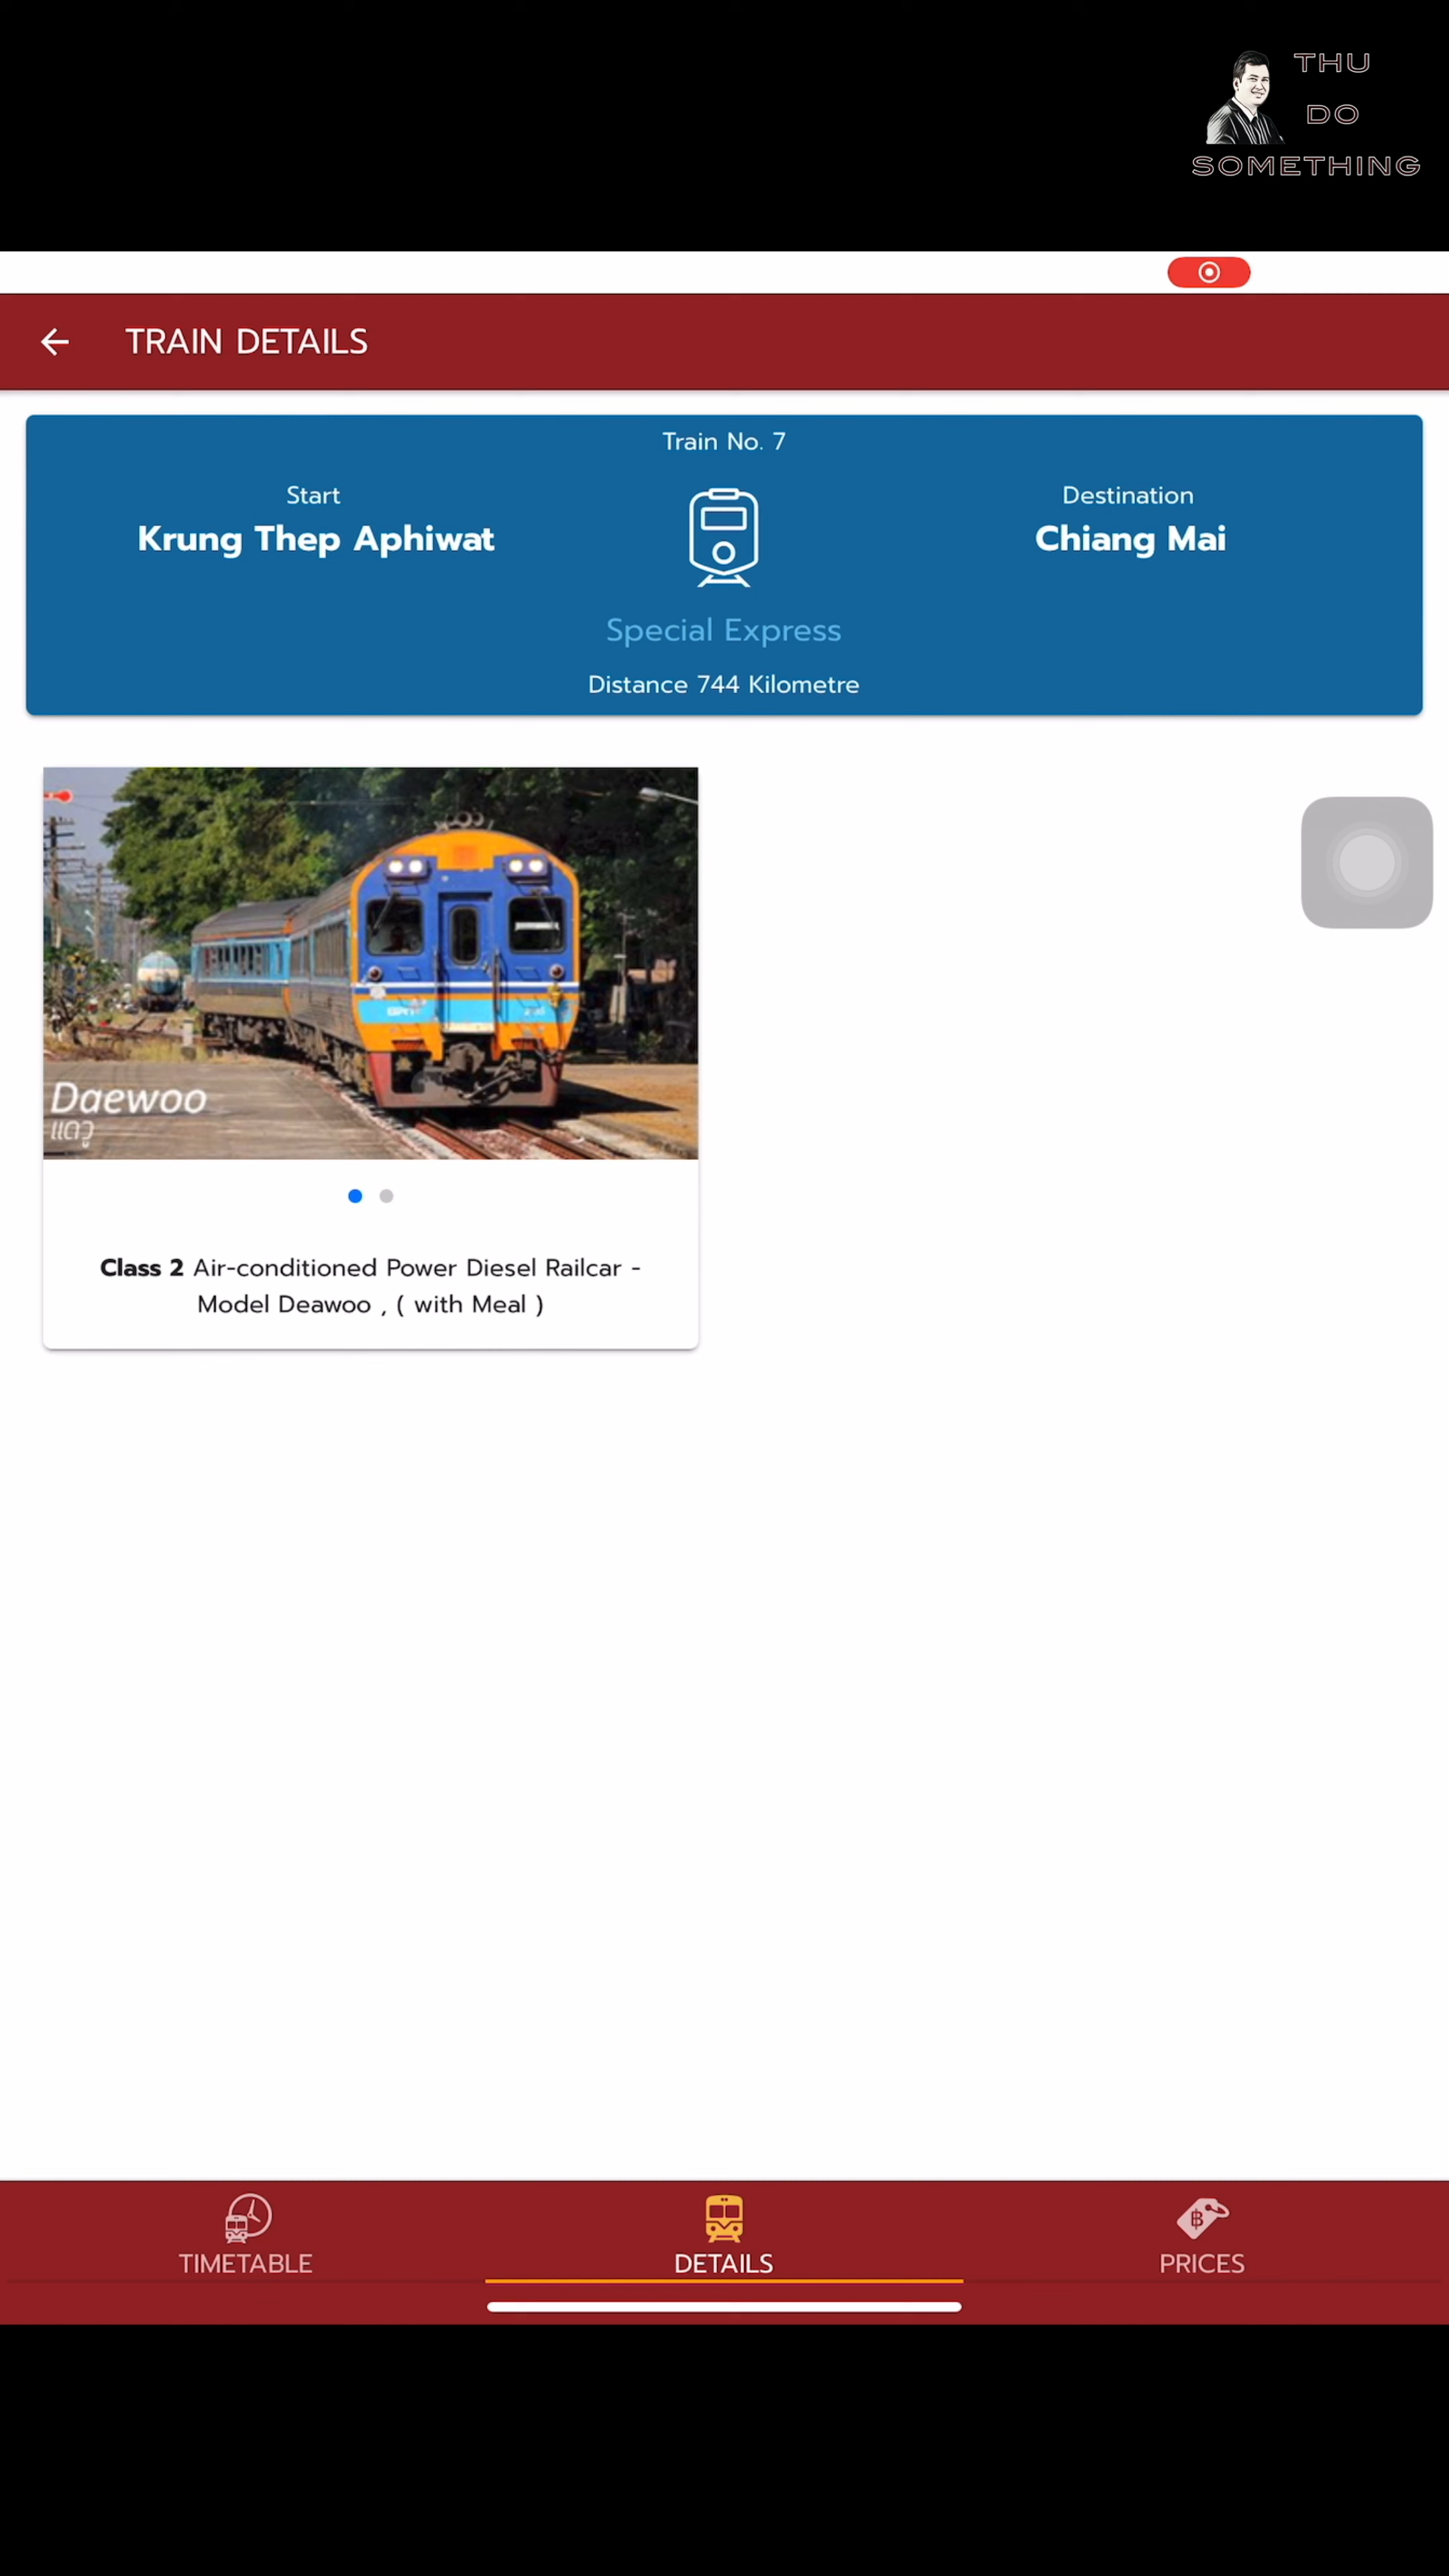 THU
DO
SOMETHING
TRAIN DETAILS
Train No. 7
Start
Destination
Krung Thep Aphiwat
Chiang Mai
Special Express
Distance 744 Kilometre
Daewoo
แดวู
Class 2 Air-conditioned Power Diesel Railcar -
Model Deawoo , ( with Meal )
TIMETABLE
DETAILS
PRICES